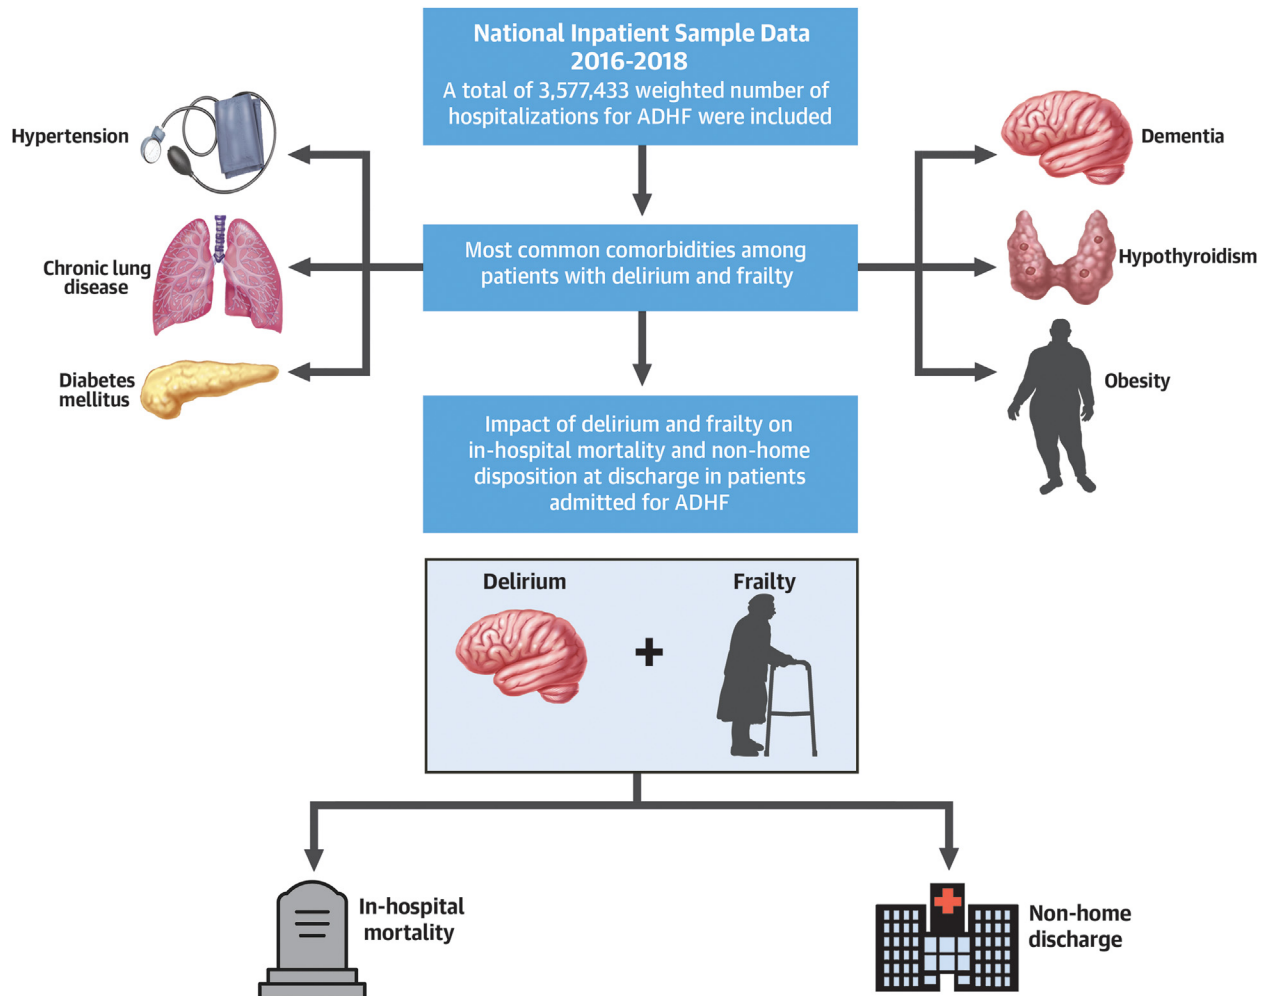 National Inpatient Sample Data
2016-2018
A total of 3,577,433 weighted number of
hospitalizations for ADHF were included
Hypertension
Chronic lung
disease
Diabetes
mellitus
Most common comorbidities among
patients with delirium and frailty
Dementia
Hypothyroidism
Obesity
Impact of delirium and frailty on
in-hospital mortality and non-home
disposition at discharge in patients
admitted for ADHF
Delirium
+
Frailty
In-hospital
mortality
Non-home
discharge